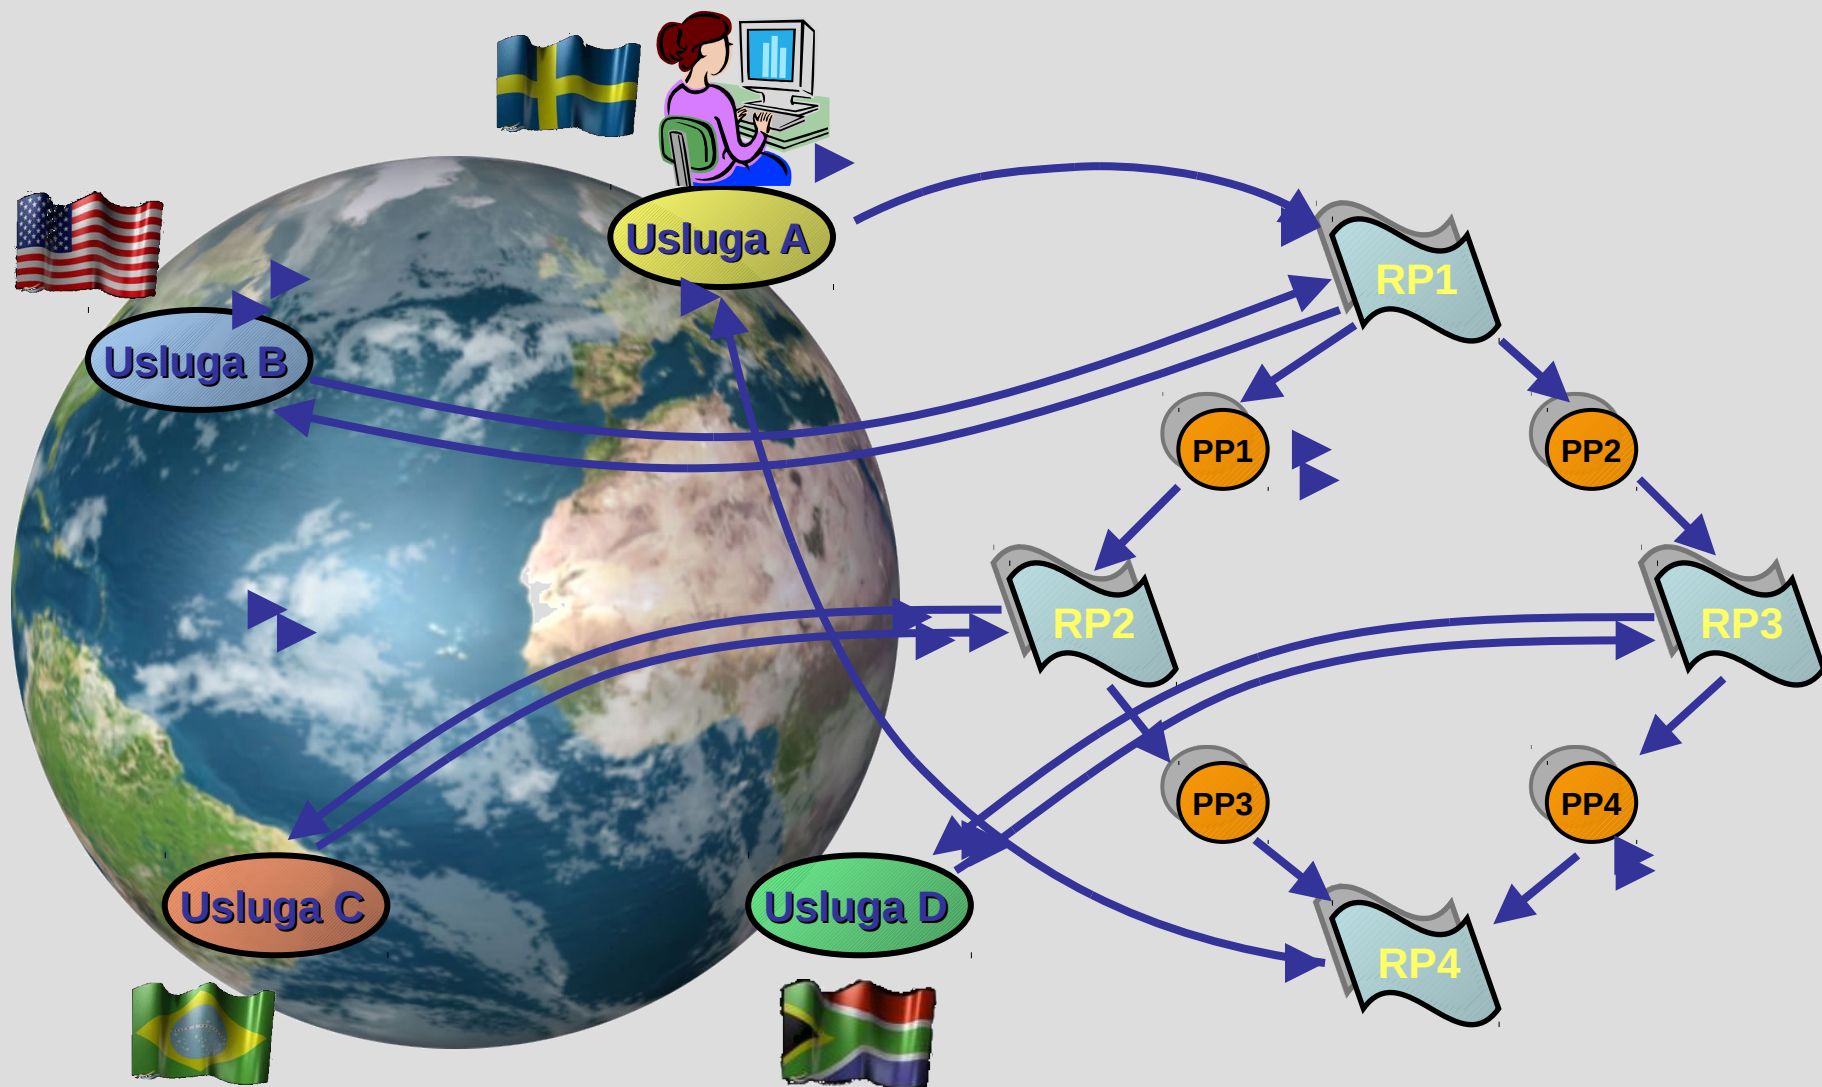 Usluga A
RP1
Usluga B
PP1
PP2
RP2
RP3
PP3
PP4
Usluga C
Usluga D
RP4